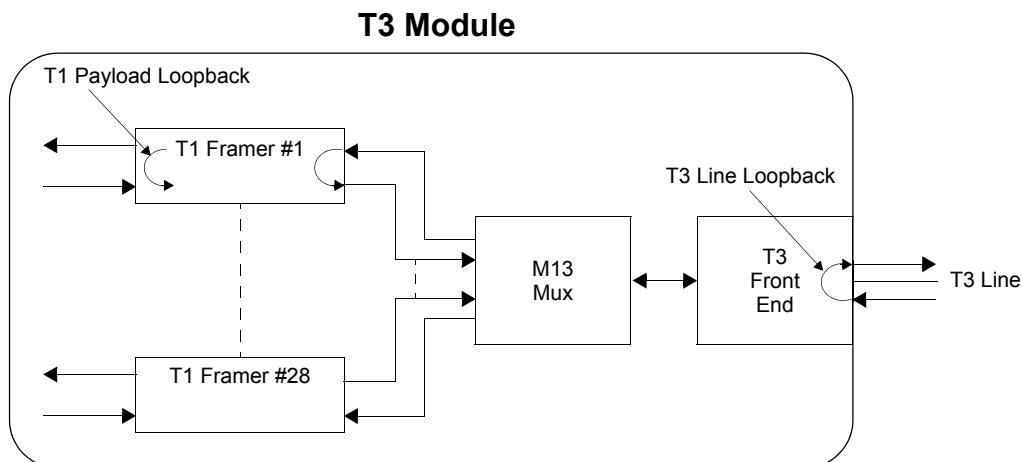 T3 Module
T1 Payload Loopback
T1 Framer #1
T3 Line Loopback
M13
Mux
T3
Front
End
T3 Line
T1 Framer #28